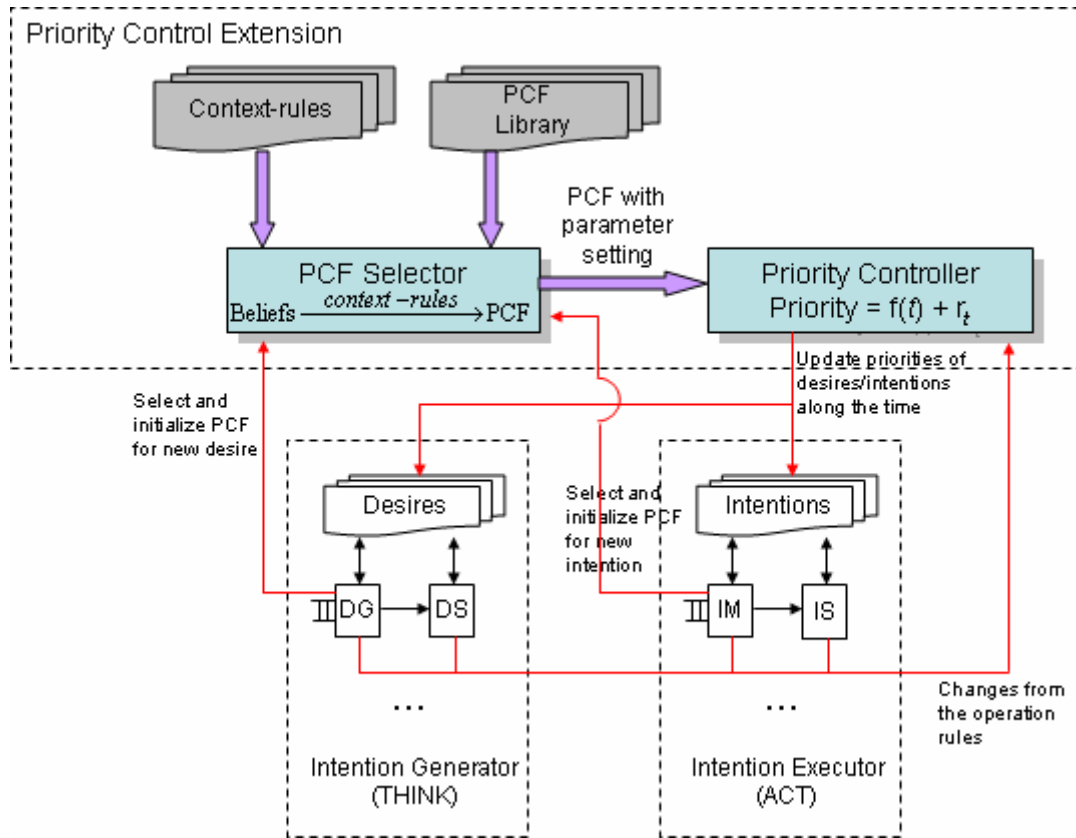 Priority Control Extension
Context-rules
PCF
Library
PCF with
parameter
setting
PCF Selector
context-rules
Beliefs PCF
Priority Controller
Priority = f(t) + r_t
Update priorities of
desires/intentions
along the time
Select and
initialize PCF
for new desire
Desires
Select and
initialize PCF
for new
intention
Intentions
DG
DS
IM
IS
...
...
Changes from
the operation
rules
Intention Generator
(THINK)
Intention Executor
(ACT)